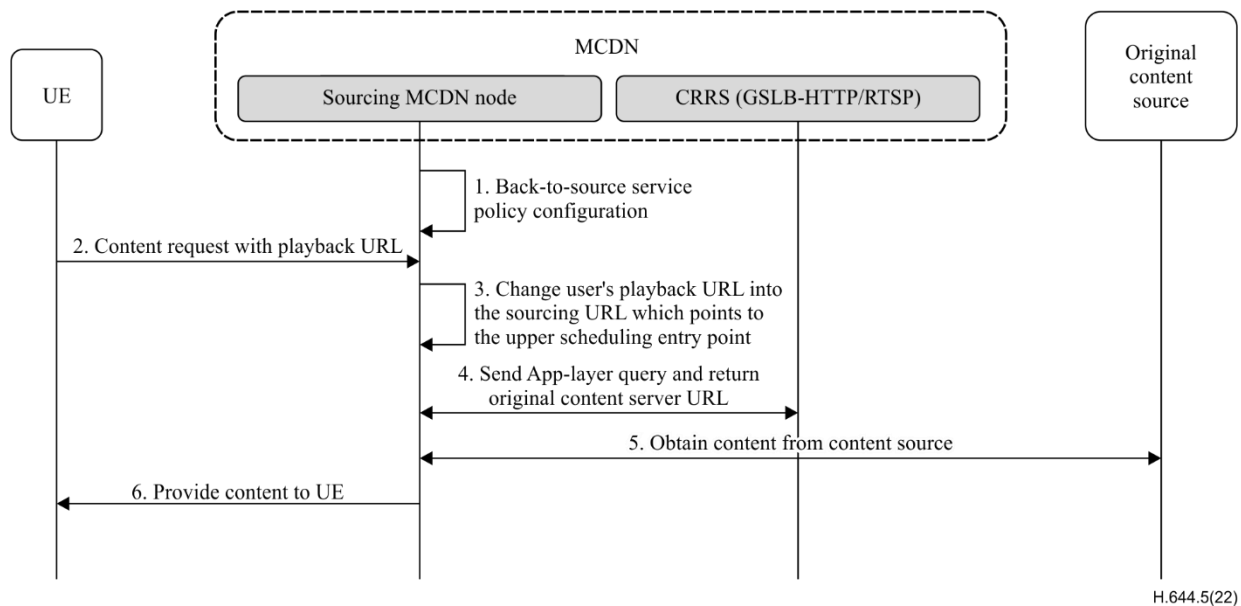 MCDN
UE
Sourcing MCDN node
CRRS (GSLB-HTTP/RTSP)
Original
content
source
1. Back-to-source service
policy configuration
2. Content request with playback URL
3. Change user's playback URL into
the sourcing URL which points to
the upper scheduling entry point
4. Send App-layer query and return
original content server URL
5. Obtain content from content source
6. Provide content to UE
H.644.5(22)